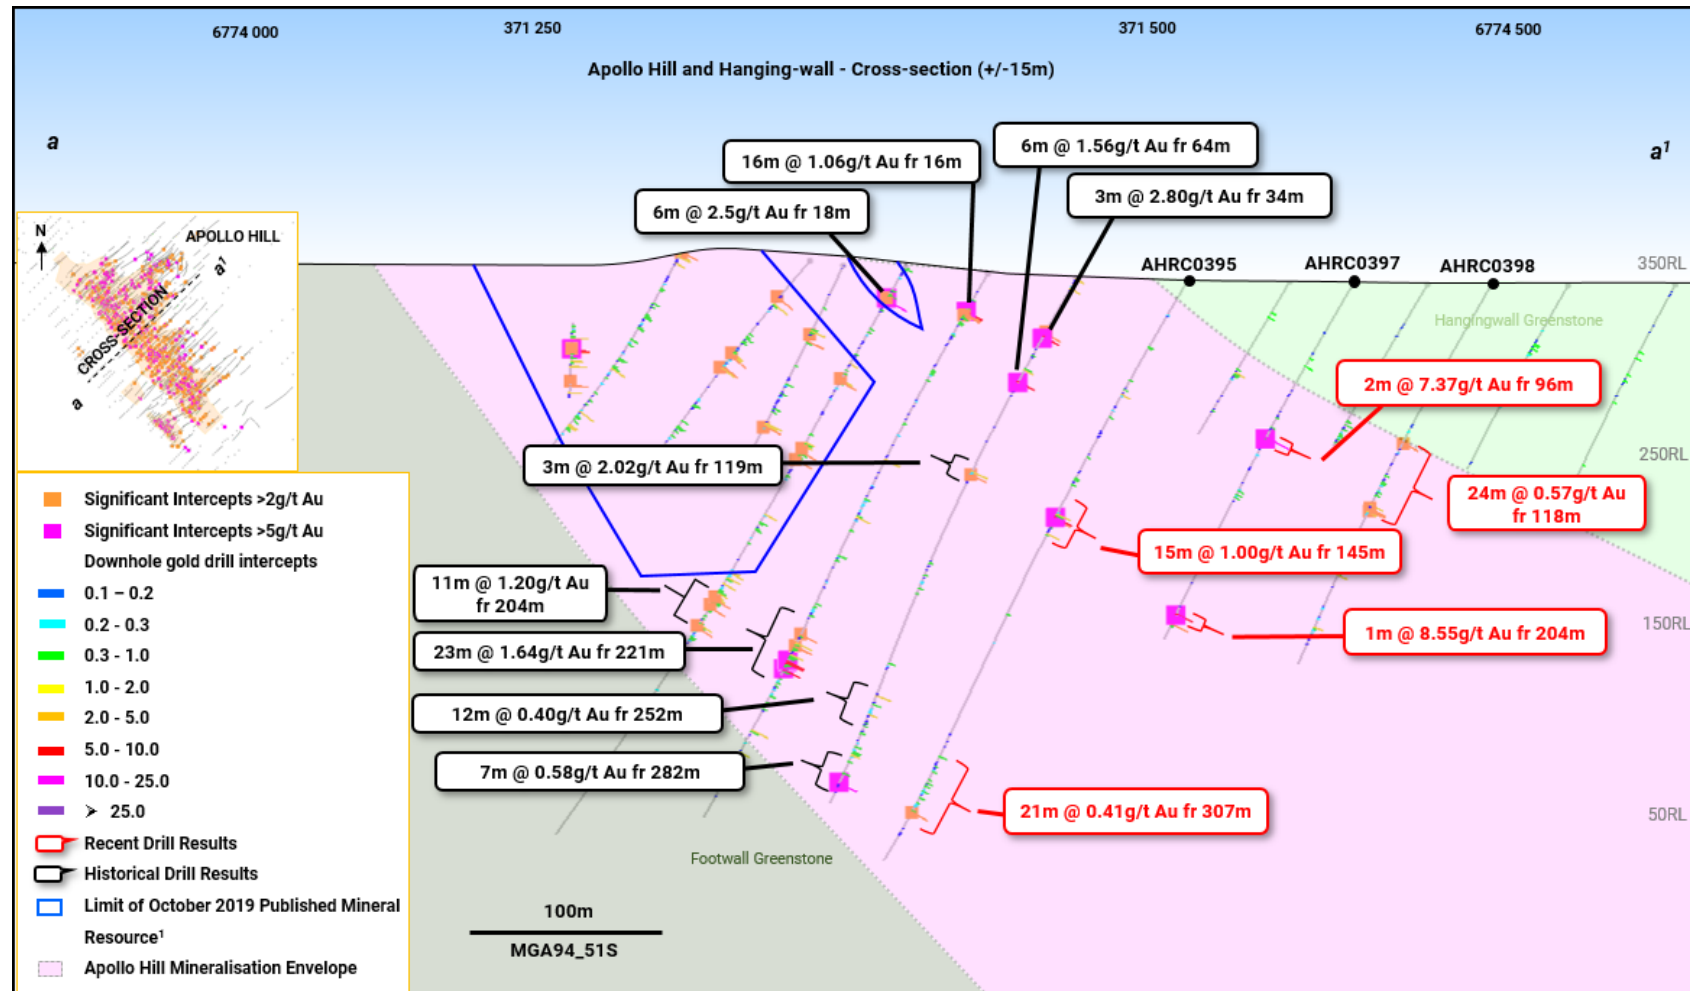 6774 000
371 250
371 500
6774 500
Apollo Hill and Hanging-wall - Cross-section (+/-15m)
a
a¹
6m @ 1.56g/t Au fr 64m
16m @ 1.06g/t Au fr 16m
3m @ 2.80g/t Au fr 34m
6m @ 2.5g/t Au fr 18m
N
APOLLO HILL
a¹
CROSS-SECTION
a
AHRC0395
AHRC0397
AHRC0398
350RL
Hangingwall Greenstone
2m @ 7.37g/t Au fr 96m
250RL
3m @ 2.02g/t Au fr 119m
24m @ 0.57g/t Au
fr 118m
15m @ 1.00g/t Au fr 145m
11m @ 1.20g/t Au
fr 204m
150RL
1m @ 8.55g/t Au fr 204m
23m @ 1.64g/t Au fr 221m
12m @ 0.40g/t Au fr 252m
7m @ 0.58g/t Au fr 282m
21m @ 0.41g/t Au fr 307m
50RL
Footwall Greenstone
100m
MGA94_51S
Significant Intercepts >2g/t Au
Significant Intercepts >5g/t Au
Downhole gold drill intercepts
0.1 – 0.2
0.2 - 0.3
0.3 - 1.0
1.0 - 2.0
2.0 - 5.0
5.0 - 10.0
10.0 - 25.0
➢ 25.0
Recent Drill Results
Historical Drill Results
Limit of October 2019 Published Mineral
Resource¹
Apollo Hill Mineralisation Envelope